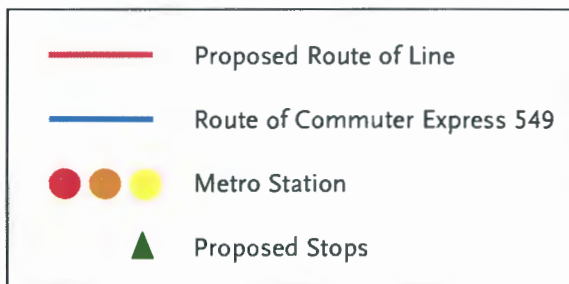 Proposed Route of Line
Route of Commuter Express 549
Metro Station
Proposed Stops